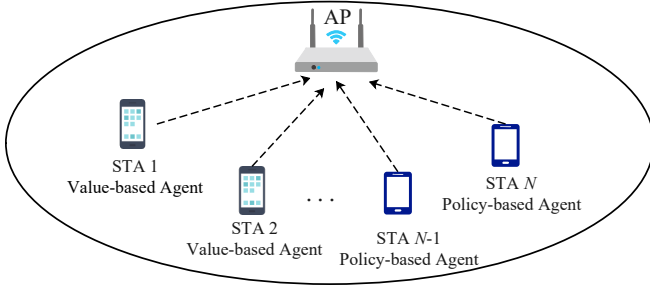 AP
STA 1
Value-based Agent
STA 2
Value-based Agent
. . .
STA N-1
Policy-based Agent
STA N
Policy-based Agent